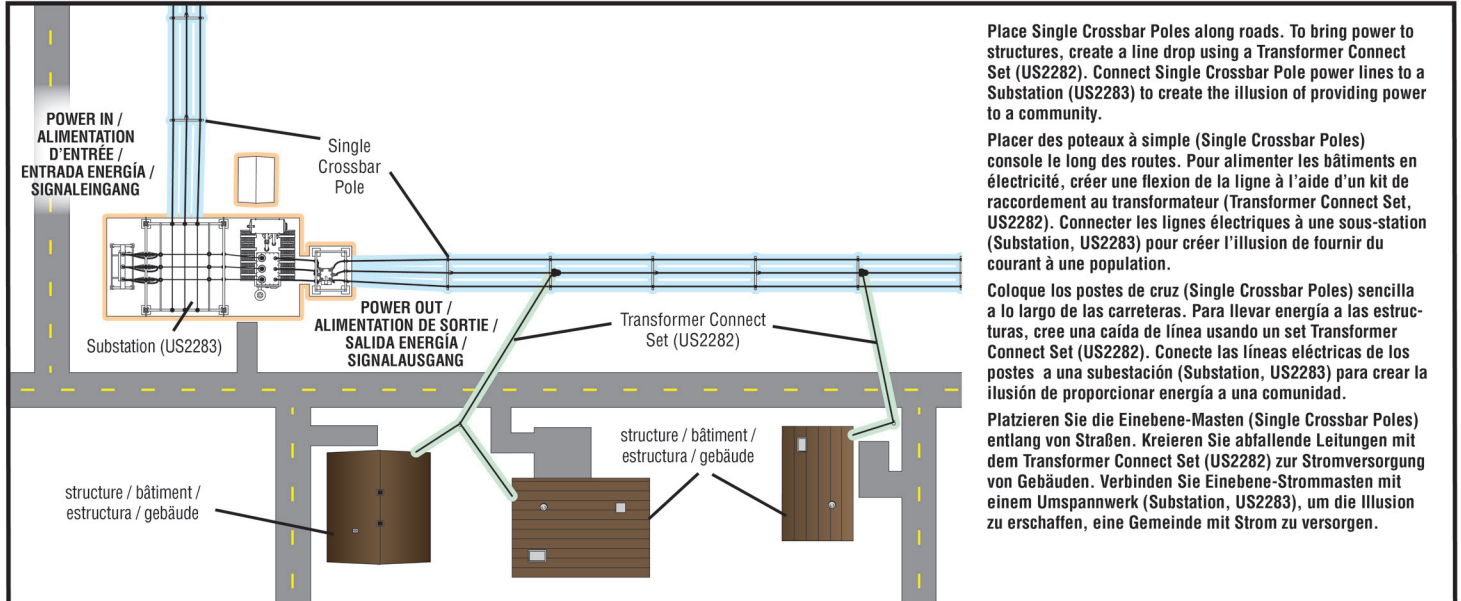 POWER IN /
ALIMENTATION
D'ENTRÉE /
ENTRADA ENERGÍA /
SIGNALEINGANG
Single
Crossbar
Pole
Substation (US2283)
POWER OUT /
ALIMENTATION DE SORTIE /
SALIDA ENERGÍA /
SIGNALAUSGANG
Transformer Connect
Set (US2282)
structure / bâtiment /
estructura / gebäude
structure / bâtiment /
estructura / gebäude
Place Single Crossbar Poles along roads. To bring power to
structures, create a line drop using a Transformer Connect
Set (US2282). Connect Single Crossbar Pole power lines to a
Substation (US2283) to create the illusion of providing power
to a community.
Placer des poteaux à simple (Single Crossbar Poles)
console le long des routes. Pour alimenter les bâtiments en
électricité, créer une flexion de la ligne à l'aide d'un kit de
raccordement au transformateur (Transformer Connect Set,
US2282). Connecter les lignes électriques à une sous-station
(Substation, US2283) pour créer l'illusion de fournir du
courant à une population.
Coloque los postes de cruz (Single Crossbar Poles) sencilla
a lo largo de las carreteras. Para llevar energía a las estruc-
turas, cree una caída de línea usando un set Transformer
Connect Set (US2282). Conecte las líneas eléctricas de los
postes a una subestación (Substation, US2283) para crear la
ilusión de proporcionar energía a una comunidad.
Platzieren Sie die Einebene-Masten (Single Crossbar Poles)
entlang von Straßen. Kreieren Sie abfallende Leitungen mit
dem Transformer Connect Set (US2282) zur Stromversorgung
von Gebäuden. Verbinden Sie Einebene-Strommasten mit
einem Umspannwerk (Substation, US2283), um die Illusion
zu erschaffen, eine Gemeinde mit Strom zu versorgen.